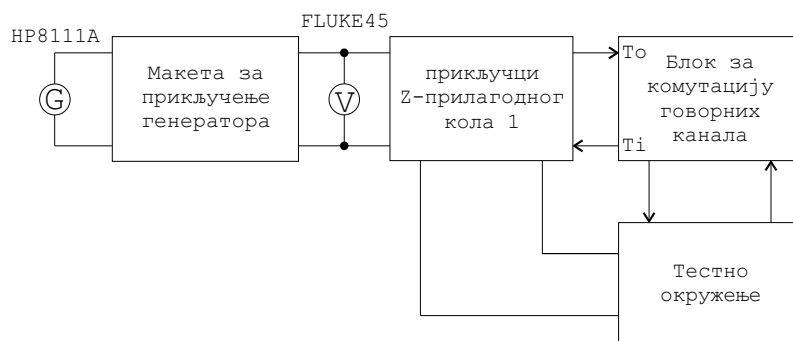 FLUKE45
HP8111A
G
Макета за
прикључење
генератора
V
прикључци
Z-прилагодног
кола 1
To
Ti
Блок за
комутацију
говорних
канала
Тестно
окружење